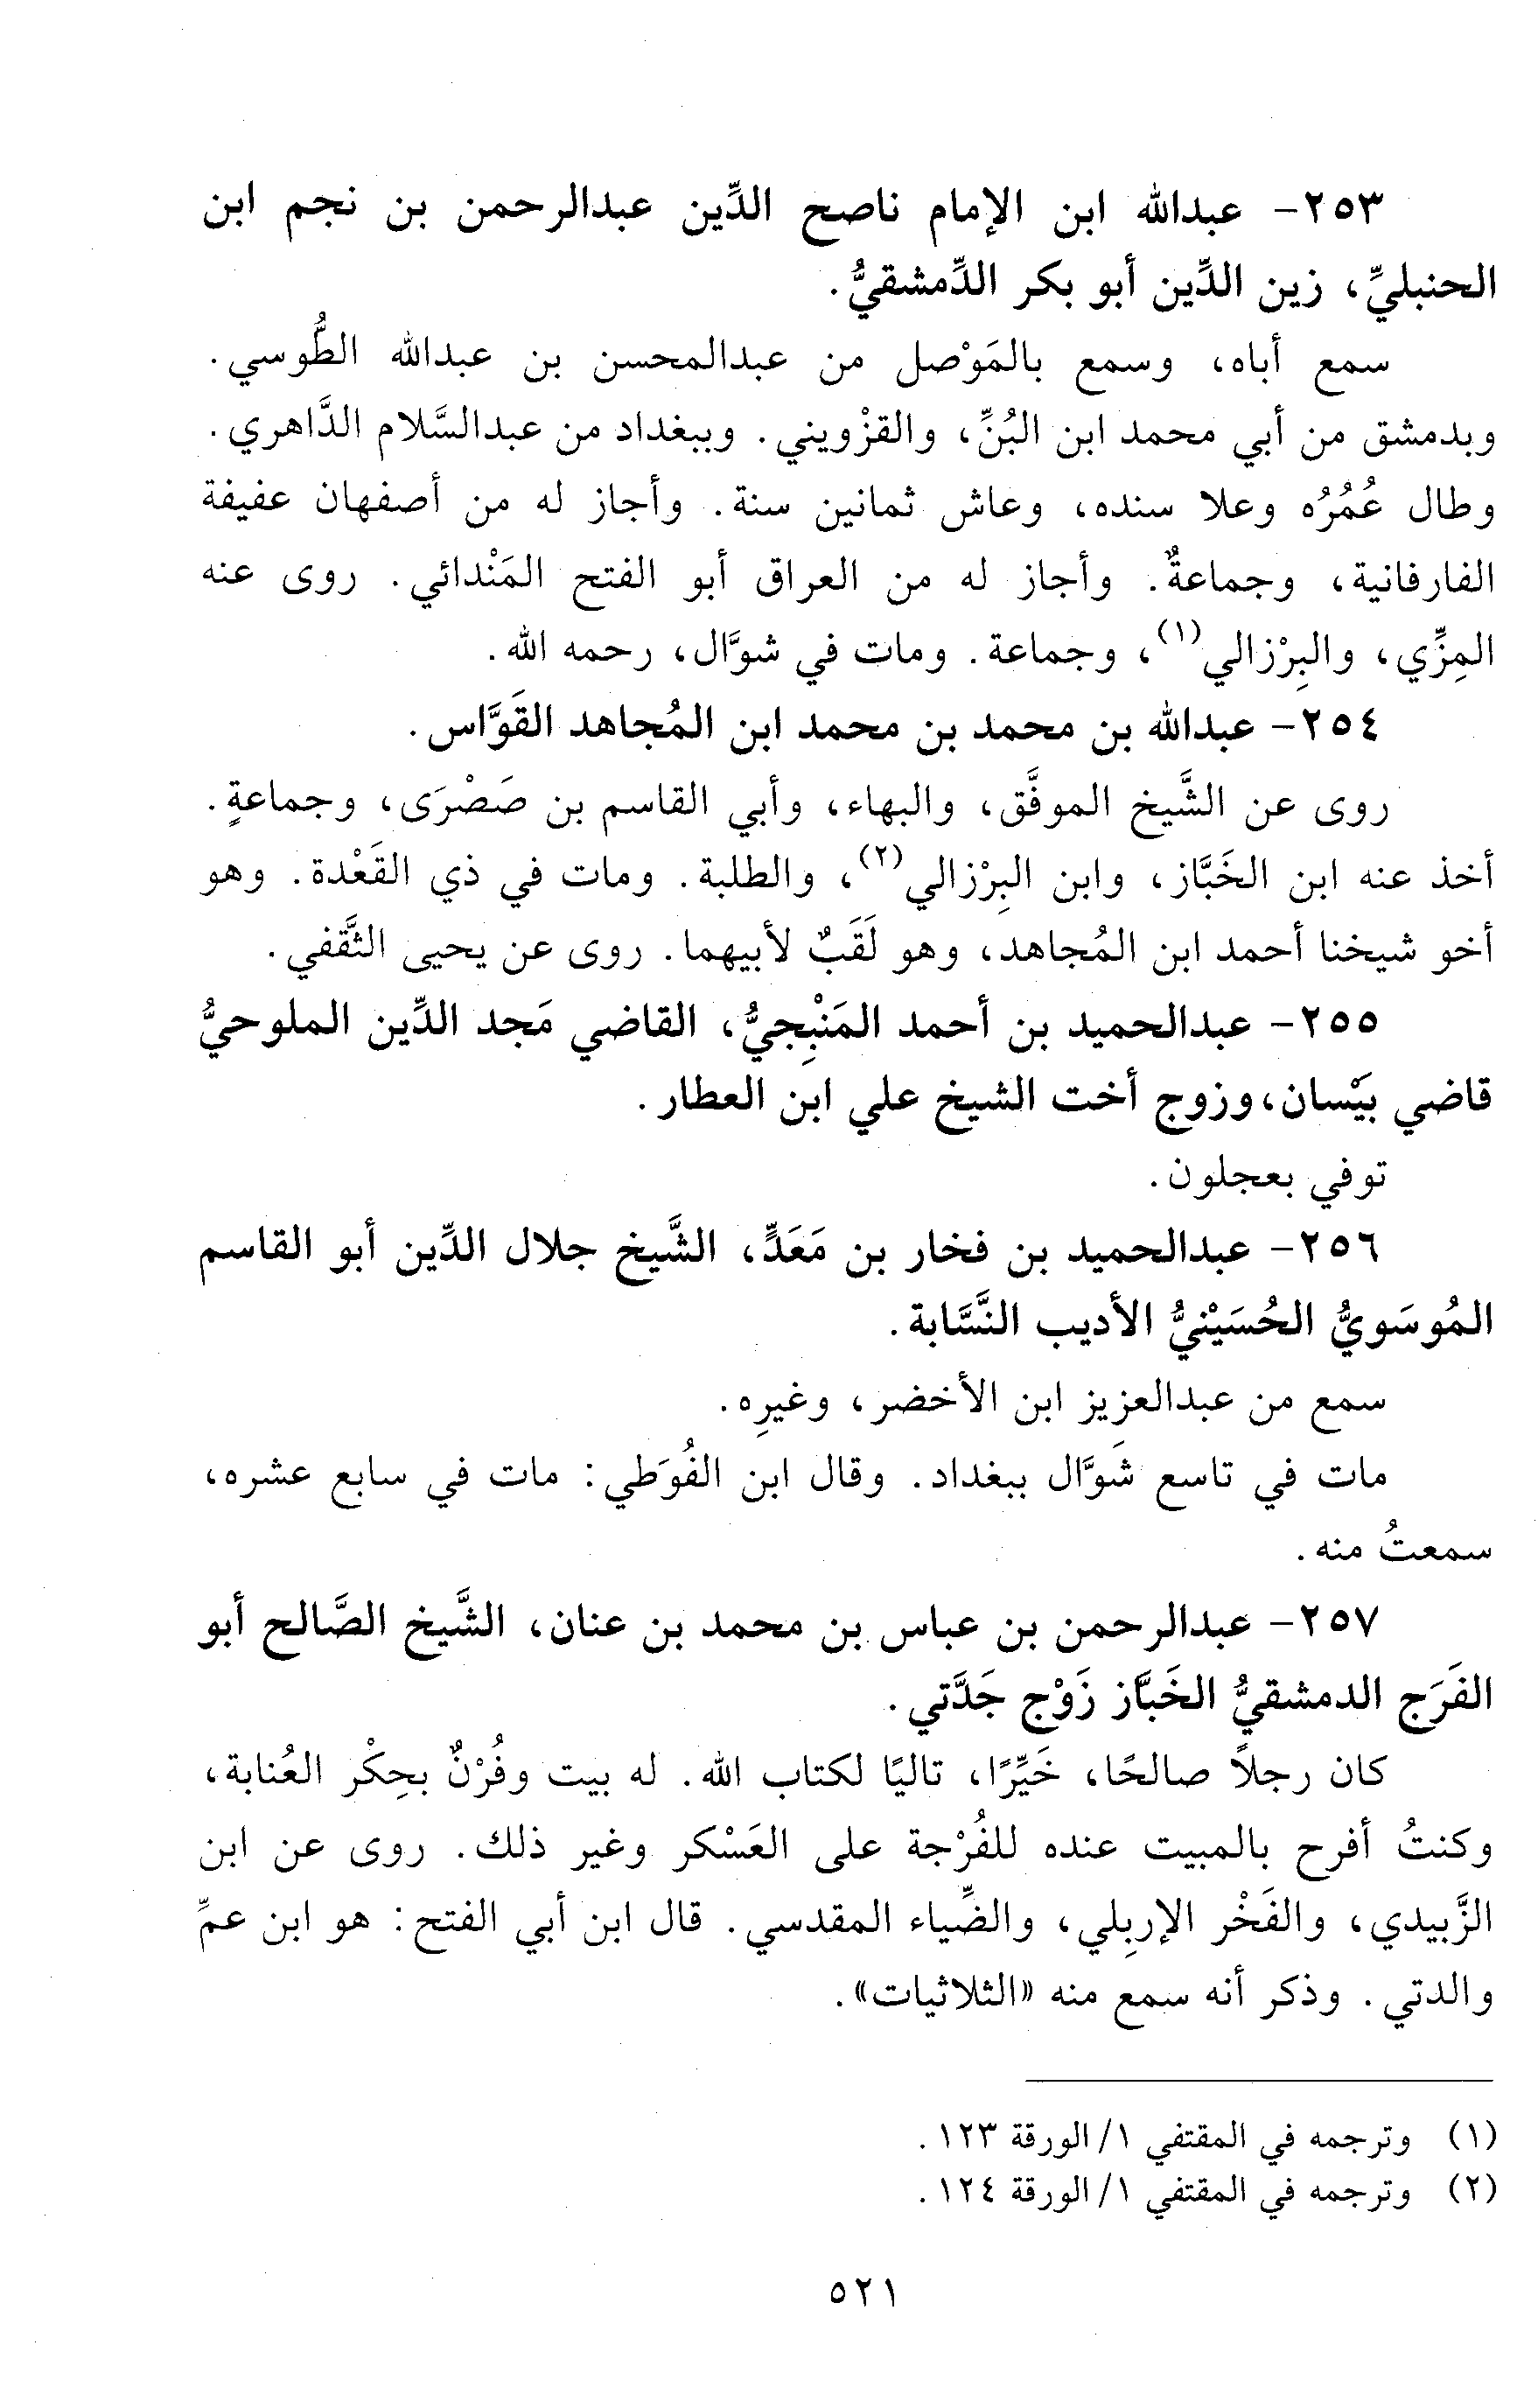 ٢٥٣- عبدالله ابن الإمام ناصح الدِّين عبدالرحمن بن نجم ابن
الحنبليِّ، زين الدِّين أبو بكر الدِّمشقيُّ.
سمع أباه، وسمع بالمَوْصل من عبدالمحسن بن عبدالله الطُّوسي.
وبدمشق من أبي محمد ابن البُنِّ، والقزْويني. وببغداد من عبدالسَّلام الدَّاهري.
وطال عُمُرُه وعلا سنده، وعاش ثمانين سنة. وأجاز له من أصفهان عفيفة
الفارفانية، وجماعةٌ. وأجاز له من العراق أبو الفتح المَنْدائي. روى عنه
المِزِّي، والبِرْزالي(١)، وجماعة. ومات في شوَّال، رحمه الله.
٢٥٤- عبدالله بن محمد بن محمد ابن المُجاهد القَوَّاس.
روى عن الشَّيخ الموفَّق، والبهاء، وأبي القاسم بن صَصْرَى، وجماعةٍ.
أخذ عنه ابن الخَبَّاز، وابن البِرْزالي(٢)، والطلبة. ومات في ذي القَعْدة. وهو
أخو شيخنا أحمد ابن المُجاهد، وهو لَقَبٌ لأبيهما. روى عن يحيى الثَّقفي.
٢٥٥- عبدالحميد بن أحمد المَنْبِجيُّ، القاضي مَجد الدِّين الملوحيُّ
قاضي بَيْسان، وزوج أخت الشيخ علي ابن العطار.
توفي بعجلون.
٢٥٦- عبدالحميد بن فخار بن مَعَدٍّ، الشَّيخ جلال الدِّين أبو القاسم
المُوسَويُّ الحُسَيْنيُّ الأديب النَّسَّابة.
سمع من عبدالعزيز ابن الأخضر، وغيرِه.
مات في تاسع شَوَّال ببغداد. وقال ابن الفُوَطي: مات في سابع عشره،
سمعتُ منه.
٢٥٧- عبدالرحمن بن عباس بن محمد بن عنان، الشَّيخ الصَّالح أبو
الفَرَج الدمشقيُّ الخَبَّاز زَوْج جَدَّتي.
كان رجلاً صالحًا، خَيِّرًا، تاليًا لكتاب الله. له بيت وفُرْنٌ بحِكْر العُنابة،
وكنتُ أفرح بالمبيت عنده للفُرْجة على العَسْكر وغير ذلك. روى عن ابن
الزَّبيدي، والفَخْر الإربِلي، والضِّياء المقدسي. قال ابن أبي الفتح: هو ابن عمِّ
والدتي. وذكر أنه سمع منه «الثلاثيات».
(١) وترجمه في المقتفي ١/ الورقة ١٢٣.
(٢) وترجمه في المقتفي ١/ الورقة ١٢٤.
٥٢١